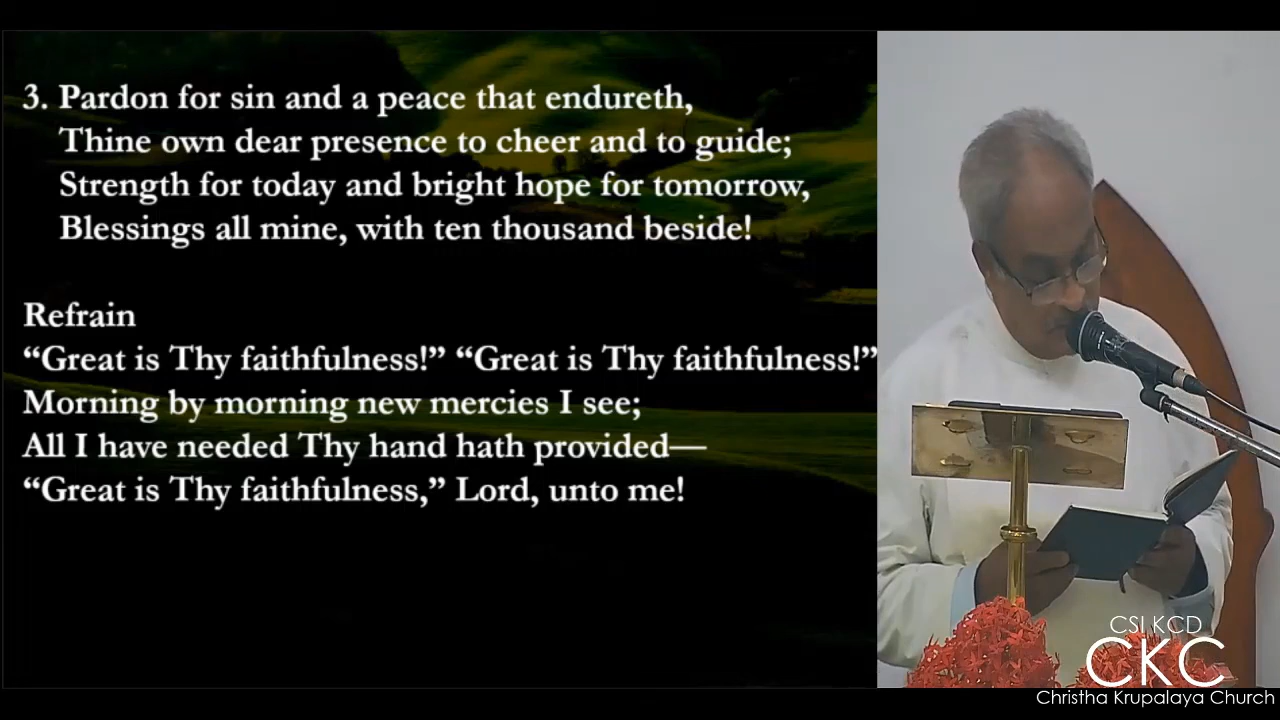 3. Pardon for sin and a peace that endureth,
Thine own dear presence to cheer and to guide;
Strength for today and bright hope for tomorrow,
Blessings all mine, with ten thousand beside!
Refrain
“Great is Thy faithfulness!” “Great is Thy faithfulness!”
Morning by morning new mercies I see;
All I have needed Thy hand hath provided—
“Great is Thy faithfulness,” Lord, unto me!
CSI KCD
CKC
Christha Krupalaya Church